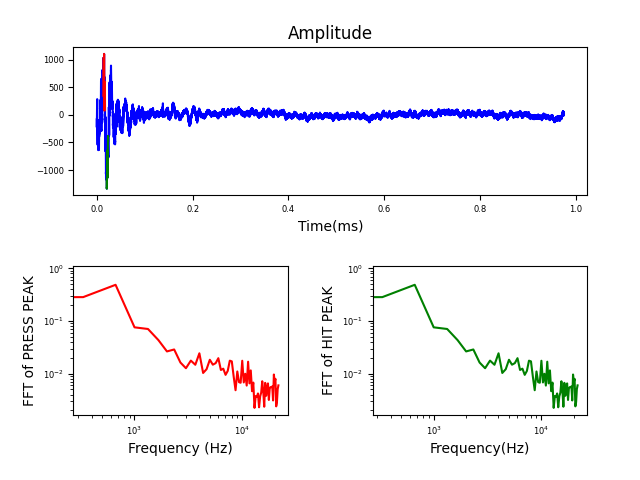 Amplitude
1000
500
0
−500
−1000
0.0 0.2 0.4 0.6 0.8 1.0
Time(ms)
FFT of PRESS PEAK
10⁰
10⁻¹
10⁻²
10³ 10⁴
Frequency (Hz)
FFT of HIT PEAK
10⁰
10⁻¹
10⁻²
10³ 10⁴
Frequency(Hz)